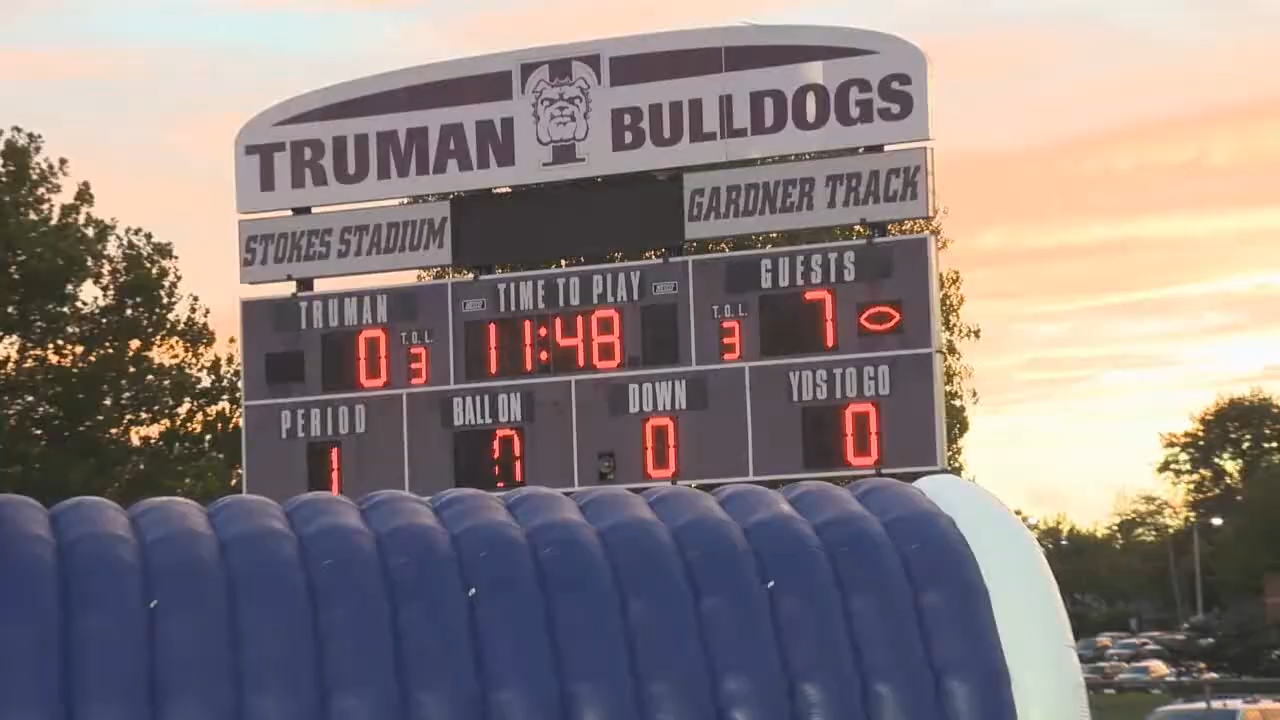 TRUMAN BULLDOGS
STOKES STADIUM
GARDNER TRACK
TRUMAN
TIME TO PLAY
GUESTS
T.O.L.
T.O.L.
0 3
11:48
3 7
PERIOD
BALL ON
DOWN
YDS TO GO
1
0
0